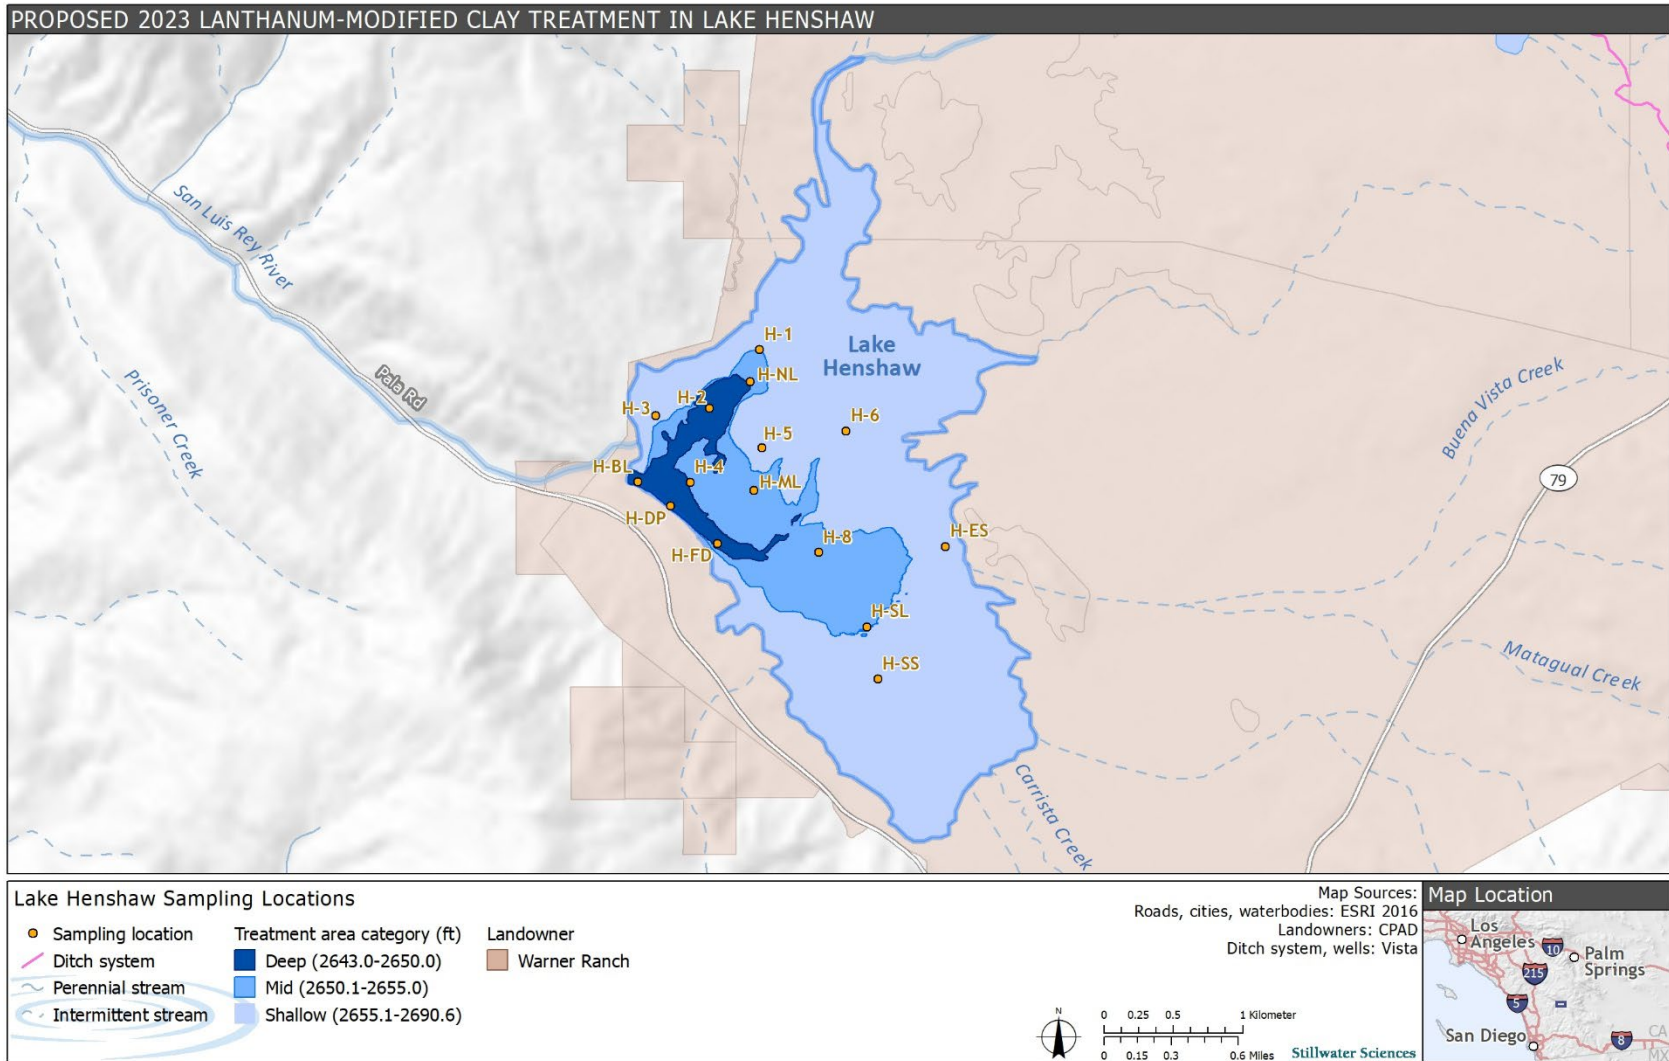 PROPOSED 2023 LANTHANUM-MODIFIED CLAY TREATMENT IN LAKE HENSHAW
San Luis Rey River
Pala Rd
Prisoner Creek
Lake
Henshaw
H-1
H-NL
H-2
H-3
H-6
H-5
H-BL
H-4
H-ML
H-DP
H-FD
H-8
H-ES
H-SL
H-SS
Buena Vista Creek
79
Matagual Creek
Carrista Creek
Lake Henshaw Sampling Locations
Sampling location
Ditch system
Perennial stream
Intermittent stream
Treatment area category (ft)
Deep (2643.0-2650.0)
Mid (2650.1-2655.0)
Shallow (2655.1-2690.6)
Landowner
Warner Ranch
Map Sources:
Roads, cities, waterbodies: ESRI 2016
Landowners: CPAD
Ditch system, wells: Vista
N
0 0.25 0.5 1 Kilometer
0 0.15 0.3 0.6 Miles
Stillwater Sciences
Map Location
Los
Angeles
10
Palm
Springs
215
5
San Diego
8
CA
MX